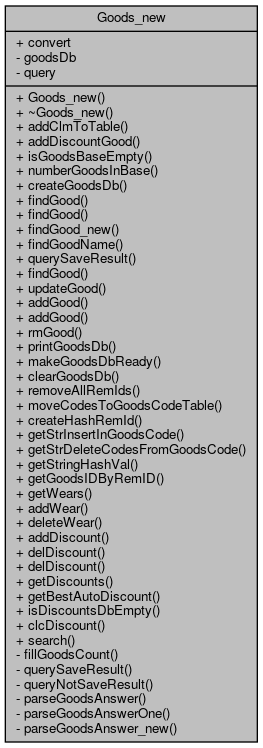 Goods_new
+ convert
- goodsDb
- query
+ Goods_new()
+ ~Goods_new()
+ addClmToTable()
+ addDiscountGood()
+ isGoodsBaseEmpty()
+ numberGoodsInBase()
+ createGoodsDb()
+ findGood()
+ findGood()
+ findGood_new()
+ findGoodName()
+ querySaveResult()
+ findGood()
+ updateGood()
+ addGood()
+ addGood()
+ rmGood()
+ printGoodsDb()
+ makeGoodsDbReady()
+ clearGoodsDb()
+ removeAllRemIds()
+ moveCodesToGoodsCodeTable()
+ createHashRemId()
+ getStrInsertInGoodsCode()
+ getStrDeleteCodesFromGoodsCode()
+ getStringHashVal()
+ getGoodsIDByRemID()
+ getWears()
+ addWear()
+ deleteWear()
+ addDiscount()
+ delDiscount()
+ delDiscount()
+ getDiscounts()
+ getBestAutoDiscount()
+ isDiscountsDbEmpty()
+ clcDiscount()
+ search()
- fillGoodsCount()
- querySaveResult()
- queryNotSaveResult()
- parseGoodsAnswer()
- parseGoodsAnswerOne()
- parseGoodsAnswer_new()